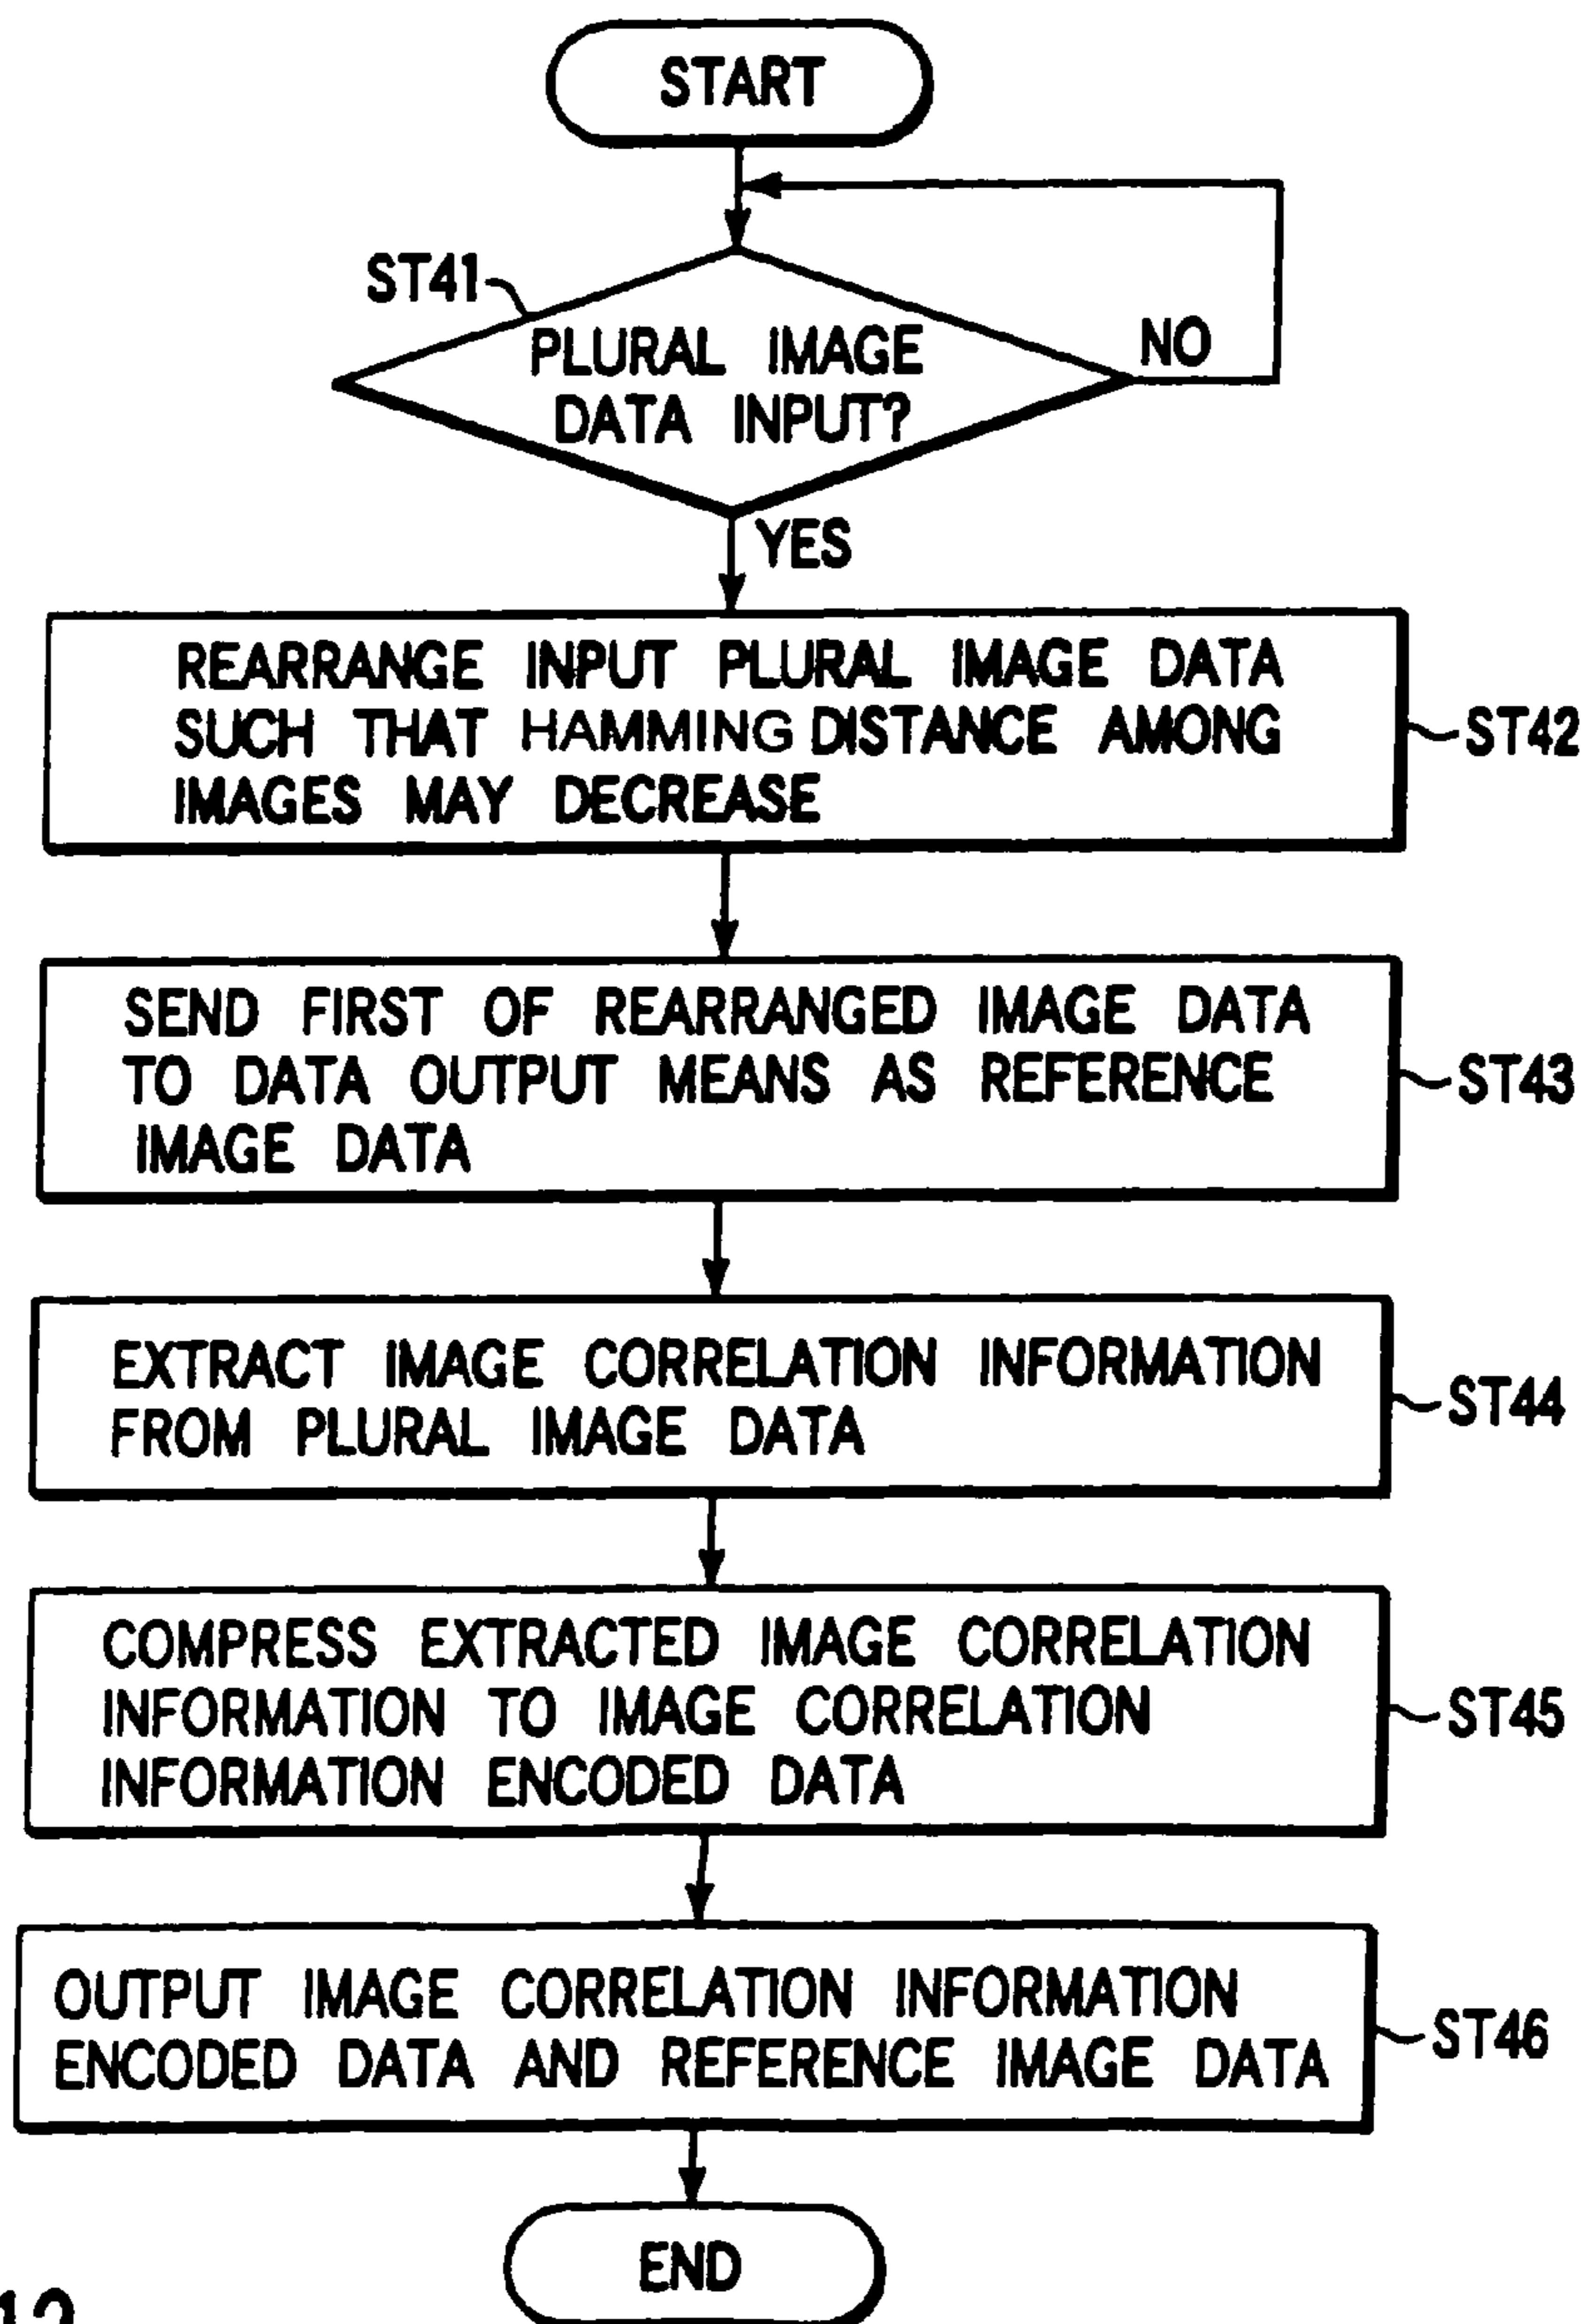 START
ST41
PLURAL IMAGE
DATA INPUT?
NO
YES
REARRANGE INPUT PLURAL IMAGE DATA
SUCH THAT HAMMING DISTANCE AMONG
IMAGES MAY DECREASE
ST42
SEND FIRST OF REARRANGED IMAGE DATA
TO DATA OUTPUT MEANS AS REFERENCE
IMAGE DATA
ST43
EXTRACT IMAGE CORRELATION INFORMATION
FROM PLURAL IMAGE DATA
ST44
COMPRESS EXTRACTED IMAGE CORRELATION
INFORMATION TO IMAGE CORRELATION
INFORMATION ENCODED DATA
ST45
OUTPUT IMAGE CORRELATION INFORMATION
ENCODED DATA AND REFERENCE IMAGE DATA
ST46
END